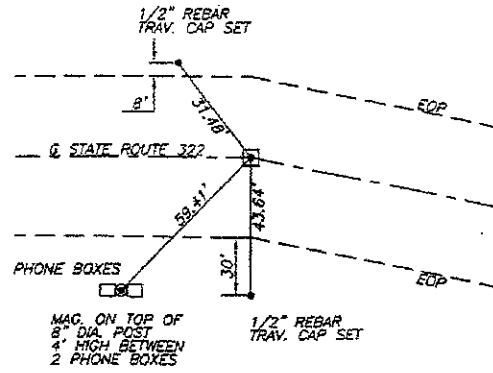 1/2" REBAR
TRAV. CAP SET
8'
31.48'
EOP
℄ STATE ROUTE 322
59.41'
43.64'
30'
PHONE BOXES
EOP
MAG. ON TOP OF
8" DIA. POST
4' HIGH BETWEEN
2 PHONE BOXES
1/2" REBAR
TRAV. CAP SET